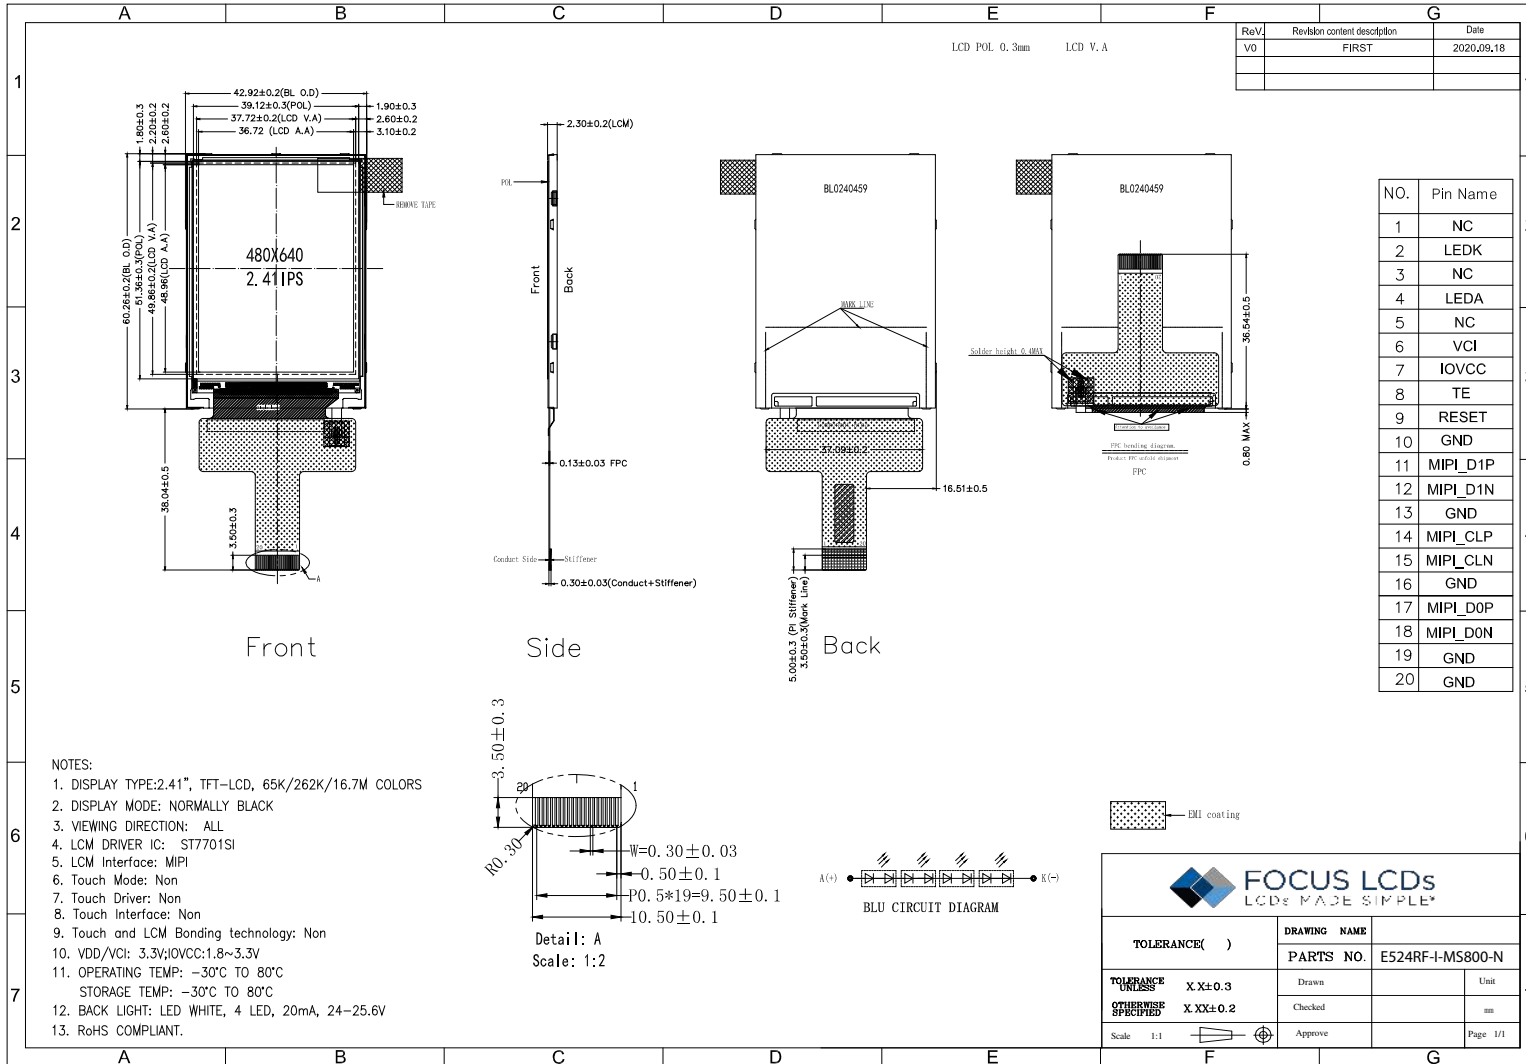 A B C D E F G
LCD POL 0.3mm LCD V.A
ReV. Revision content description Date
V0 FIRST 2020.09.18
1
2
3
4
5
6
7
42.92±0.2(BL O.D)
39.12±0.3(POL)
37.72±0.2(LCD V.A)
36.72 (LCD A.A)
1.90±0.3
2.60±0.2
3.10±0.2
1.80±0.3
2.20±0.2
2.60±0.2
60.26±0.2(BL O.D)
51.36±0.3(POL)
49.86±0.2(LCD V.A)
48.96(LCD A.A)
REMOVE TAPE
480X640
2.41 IPS
38.04±0.5
3.50±0.3
A
Front
2.30±0.2(LCM)
POL
Front
Back
0.13±0.03 FPC
Conduct Side
Stiffener
0.30±0.03(Conduct+Stiffener)
Side
BL0240459
MARK LINE
37.09±0.2
16.51±0.5
5.00±0.3 (PI Stiffener)
3.50±0.3(Mark Line)
Back
BL0240459
Solder height 0.4MAX
36.54±0.5
0.80 MAX
FPC bending diagram.
Product FPC unfold shipment
FPC
NO. Pin Name
1 NC
2 LEDK
3 NC
4 LEDA
5 NC
6 VCI
7 IOVCC
8 TE
9 RESET
10 GND
11 MIPI_D1P
12 MIPI_D1N
13 GND
14 MIPI_CLP
15 MIPI_CLN
16 GND
17 MIPI_D0P
18 MIPI_D0N
19 GND
20 GND
NOTES:
1. DISPLAY TYPE:2.41”, TFT-LCD, 65K/262K/16.7M COLORS
2. DISPLAY MODE: NORMALLY BLACK
3. VIEWING DIRECTION: ALL
4. LCM DRIVER IC: ST7701SI
5. LCM Interface: MIPI
6. Touch Mode: Non
7. Touch Driver: Non
8. Touch Interface: Non
9. Touch and LCM Bonding technology: Non
10. VDD/VCI: 3.3V;IOVCC:1.8~3.3V
11. OPERATING TEMP: -30°C TO 80°C
STORAGE TEMP: -30°C TO 80°C
12. BACK LIGHT: LED WHITE, 4 LED, 20mA, 24-25.6V
13. RoHS COMPLIANT.
3.50±0.3
20 1
R0.30
W=0.30±0.03
0.50±0.1
P0.5*19=9.50±0.1
10.50±0.1
Detail: A
Scale: 1:2
A(+) K(-)
BLU CIRCUIT DIAGRAM
EMI coating
FOCUS LCDs
LCDs MADE SIMPLE®
TOLERANCE( )
DRAWING NAME
PARTS NO. E524RF-I-MS800-N
TOLERANCE UNLESS X.X±0.3
OTHERWISE SPECIFIED X.XX±0.2
Drawn Unit
Checked mm
Scale 1:1 Approve Page 1/1
A B C D E F G